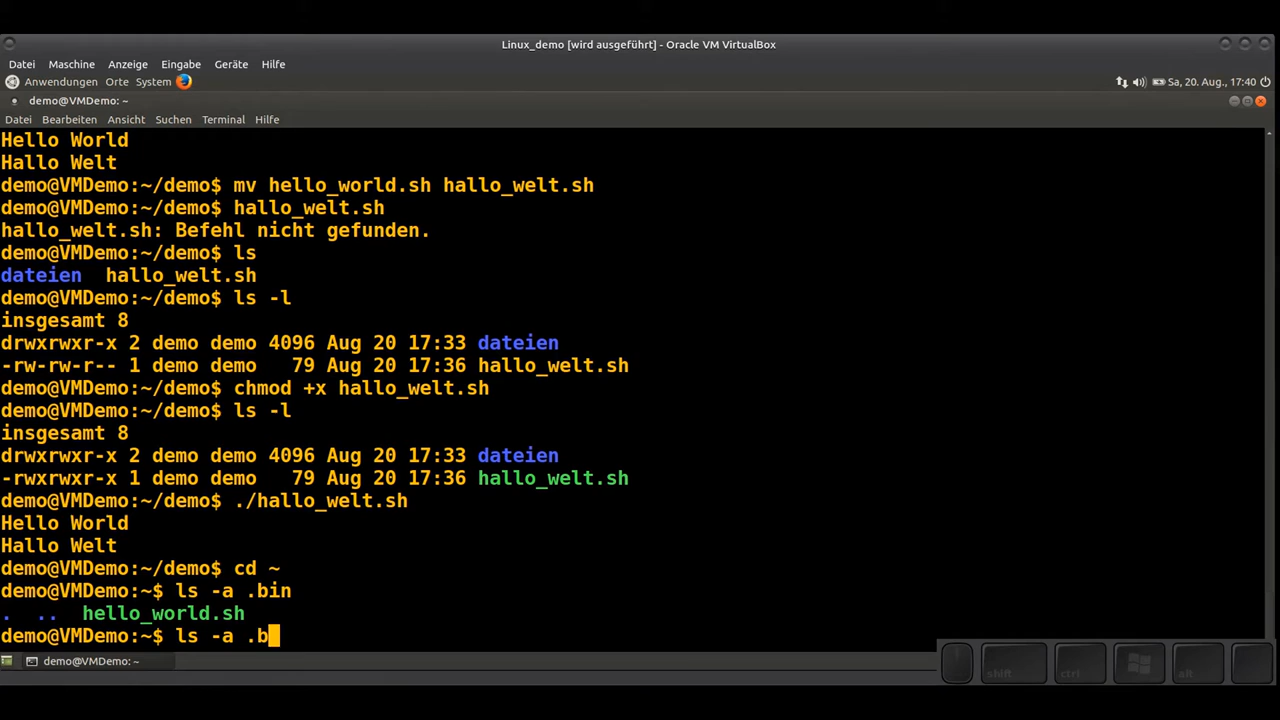 Linux_demo [wird ausgeführt] - Oracle VM VirtualBox
Datei Maschine Anzeige Eingabe Geräte Hilfe
Anwendungen Orte System Sa, 20. Aug., 17:40
demo@VMDemo: ~
Datei Bearbeiten Ansicht Suchen Terminal Hilfe
Hello World
Hallo Welt
demo@VMDemo:~/demo$ mv hello_world.sh hallo_welt.sh
demo@VMDemo:~/demo$ hallo_welt.sh
hallo_welt.sh: Befehl nicht gefunden.
demo@VMDemo:~/demo$ ls
dateien  hallo_welt.sh
demo@VMDemo:~/demo$ ls -l
insgesamt 8
drwxrwxr-x 2 demo demo 4096 Aug 20 17:33 dateien
-rw-rw-r-- 1 demo demo   79 Aug 20 17:36 hallo_welt.sh
demo@VMDemo:~/demo$ chmod +x hallo_welt.sh
demo@VMDemo:~/demo$ ls -l
insgesamt 8
drwxrwxr-x 2 demo demo 4096 Aug 20 17:33 dateien
-rwxrwxr-x 1 demo demo   79 Aug 20 17:36 hallo_welt.sh
demo@VMDemo:~/demo$ ./hallo_welt.sh
Hello World
Hallo Welt
demo@VMDemo:~/demo$ cd ~
demo@VMDemo:~$ ls -a .bin
.  ..  hello_world.sh
demo@VMDemo:~$ ls -a .b
demo@VMDemo: ~
shift ctrl alt